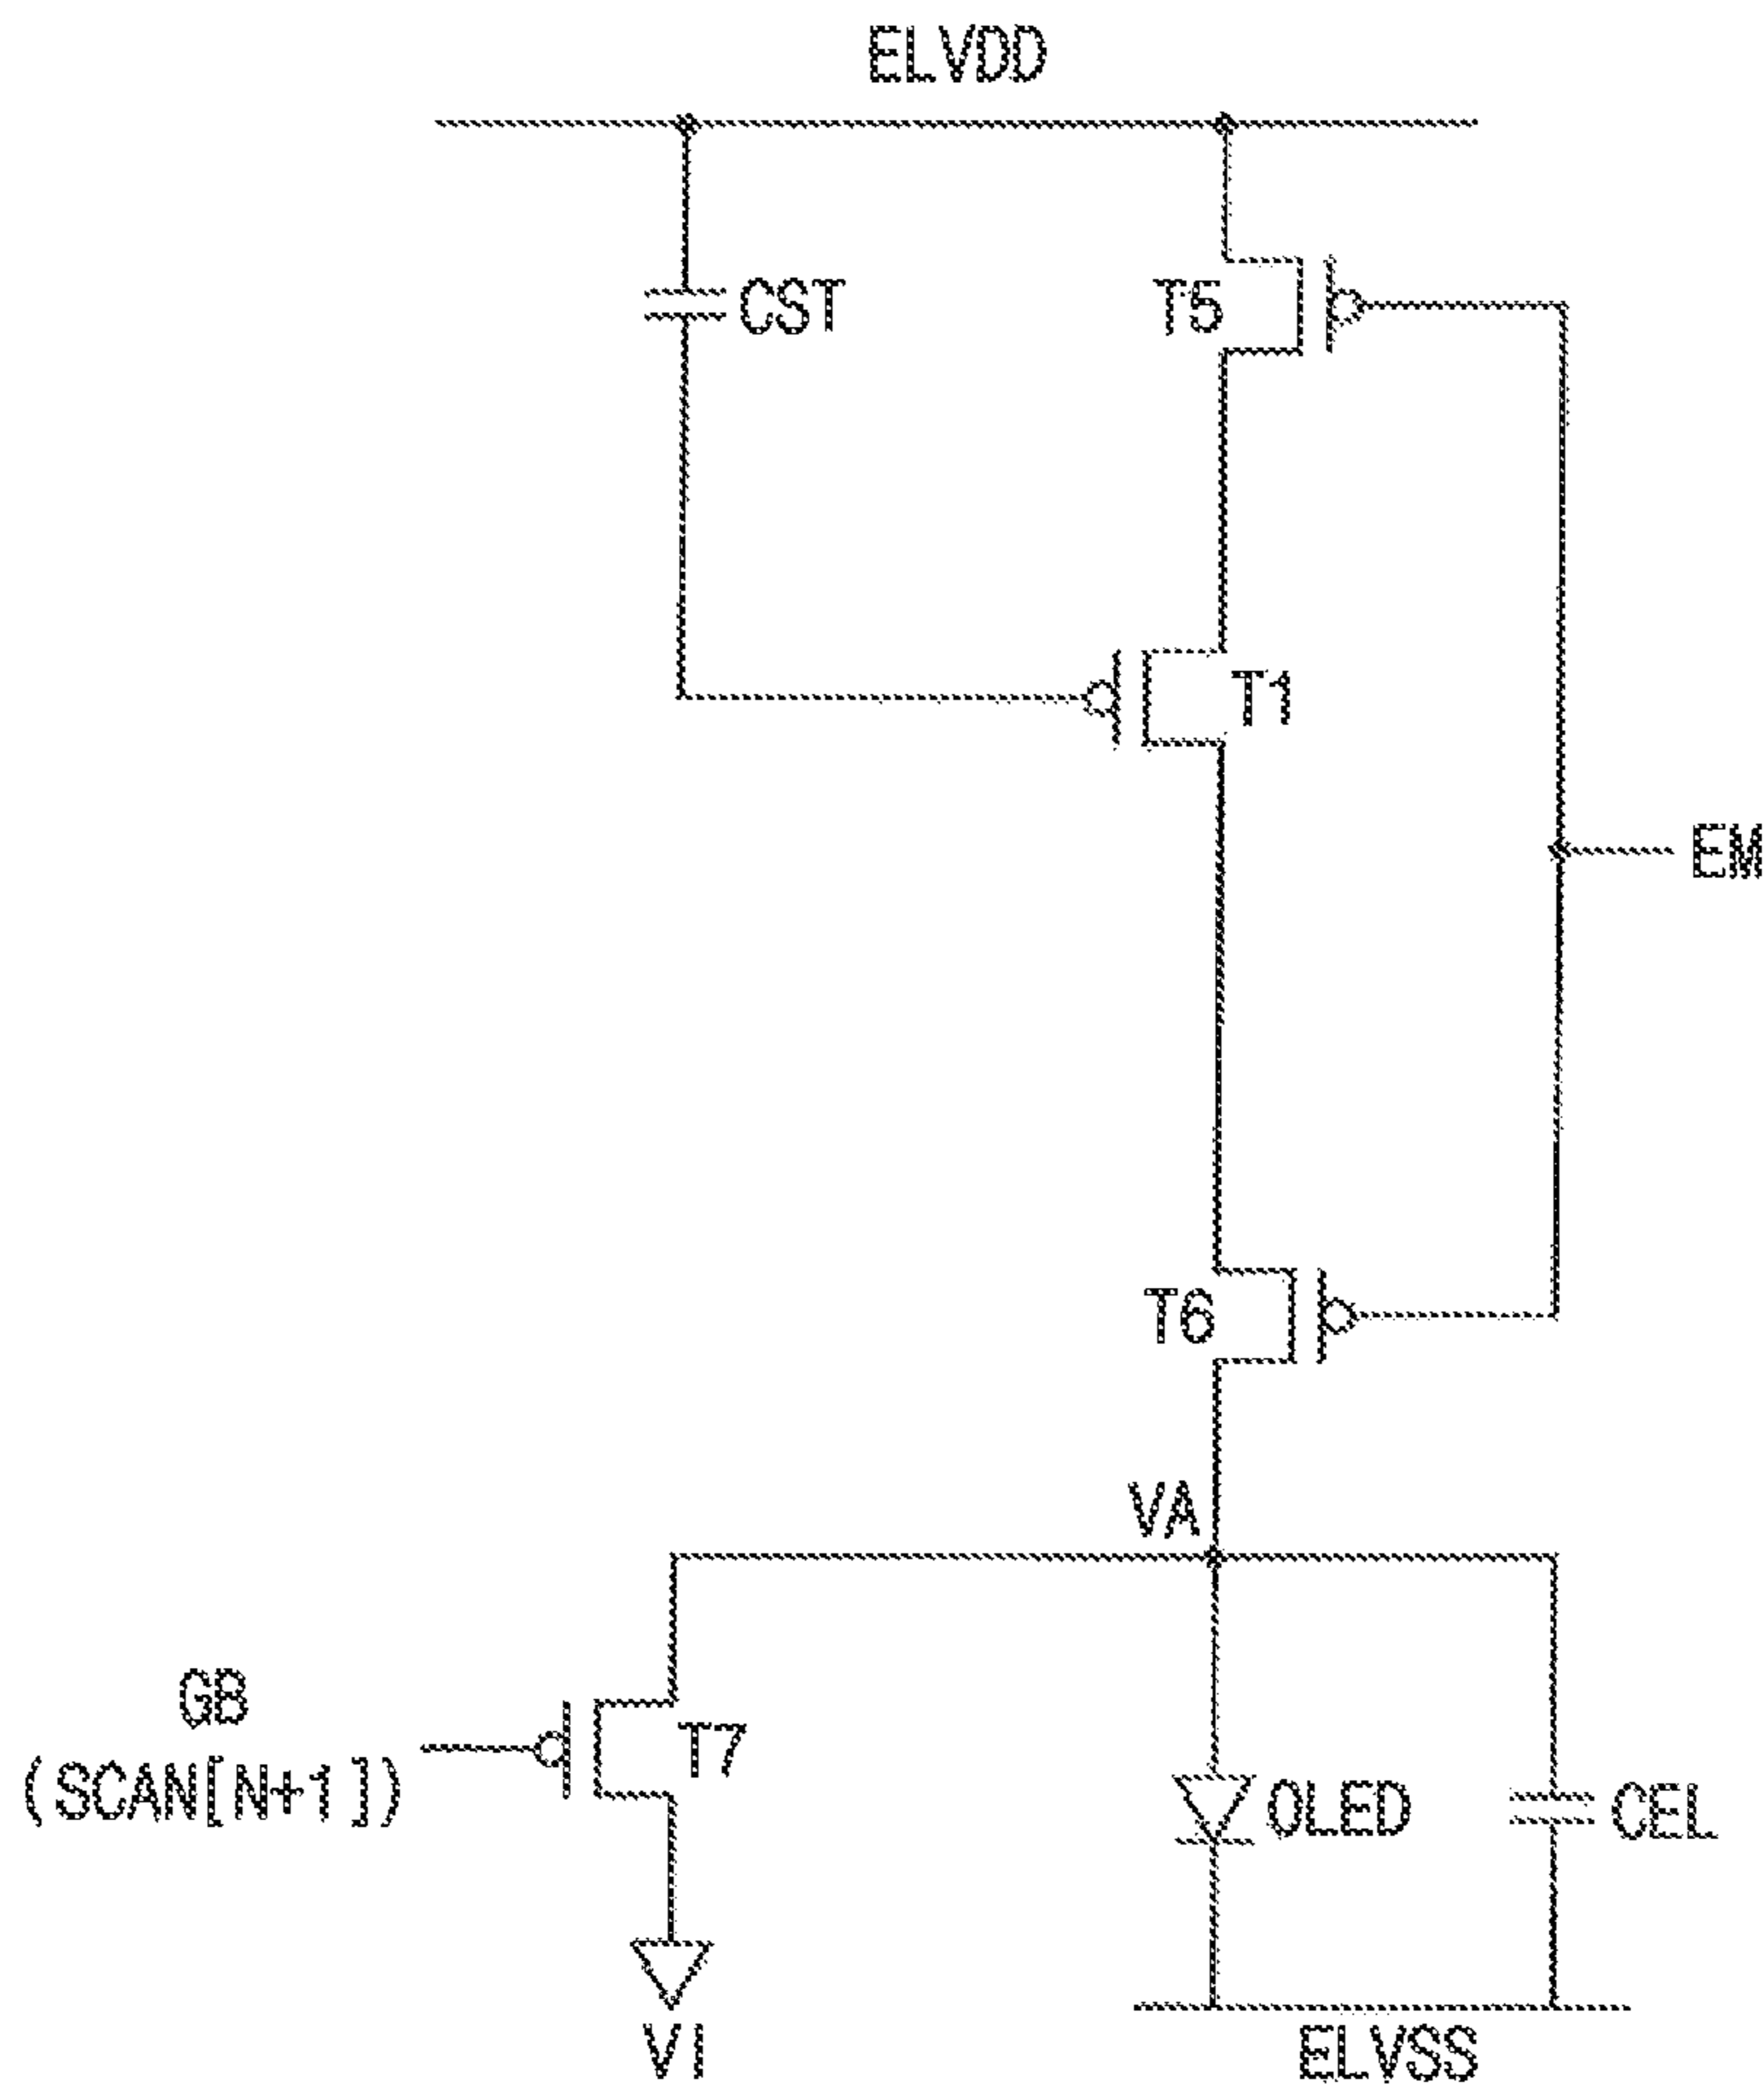 ELVDD
CST
T5
T1
EM
T6
VA
GB
(SCAN[N+1])
T7
OLED
CEL
VI
ELVSS